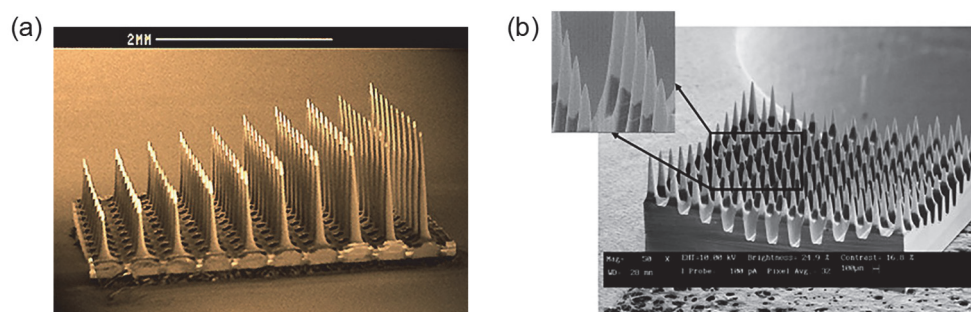 (a)
2MM
(b)
Mag= 50 X EHT=10.00 kV Brightness= 24.9 % Contrast= 16.8 %
WD= 20 mm I Probe= 100 pA Pixel Avg.= 32 100µm